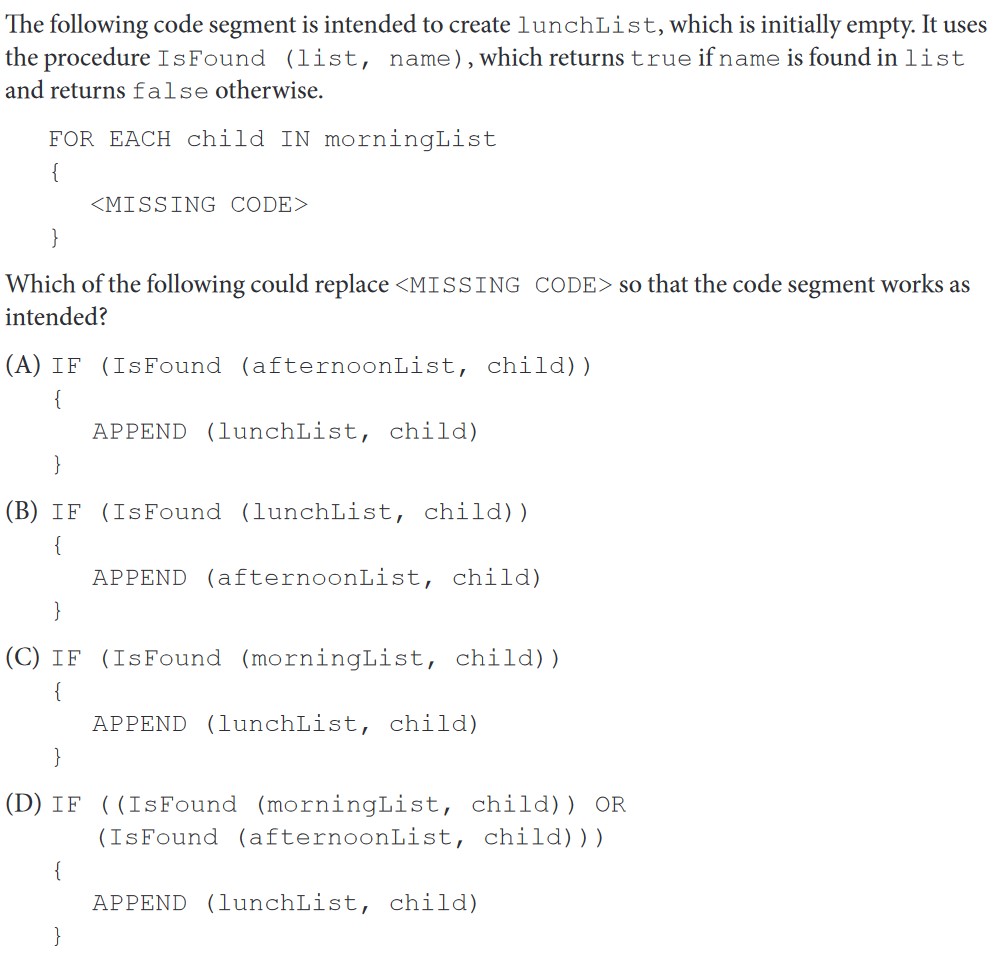 The following code segment is intended to create lunchList, which is initially empty. It uses
the procedure IsFound (list, name), which returns true if name is found in list
and returns false otherwise.
FOR EACH child IN morningList
{
<MISSING CODE>
}
Which of the following could replace <MISSING CODE> so that the code segment works as
intended?
(A) IF (IsFound (afternoonList, child))
{
APPEND (lunchList, child)
}
(B) IF (IsFound (lunchList, child))
{
APPEND (afternoonList, child)
}
(C) IF (IsFound (morningList, child))
{
APPEND (lunchList, child)
}
(D) IF ((IsFound (morningList, child)) OR
(IsFound (afternoonList, child)))
{
APPEND (lunchList, child)
}